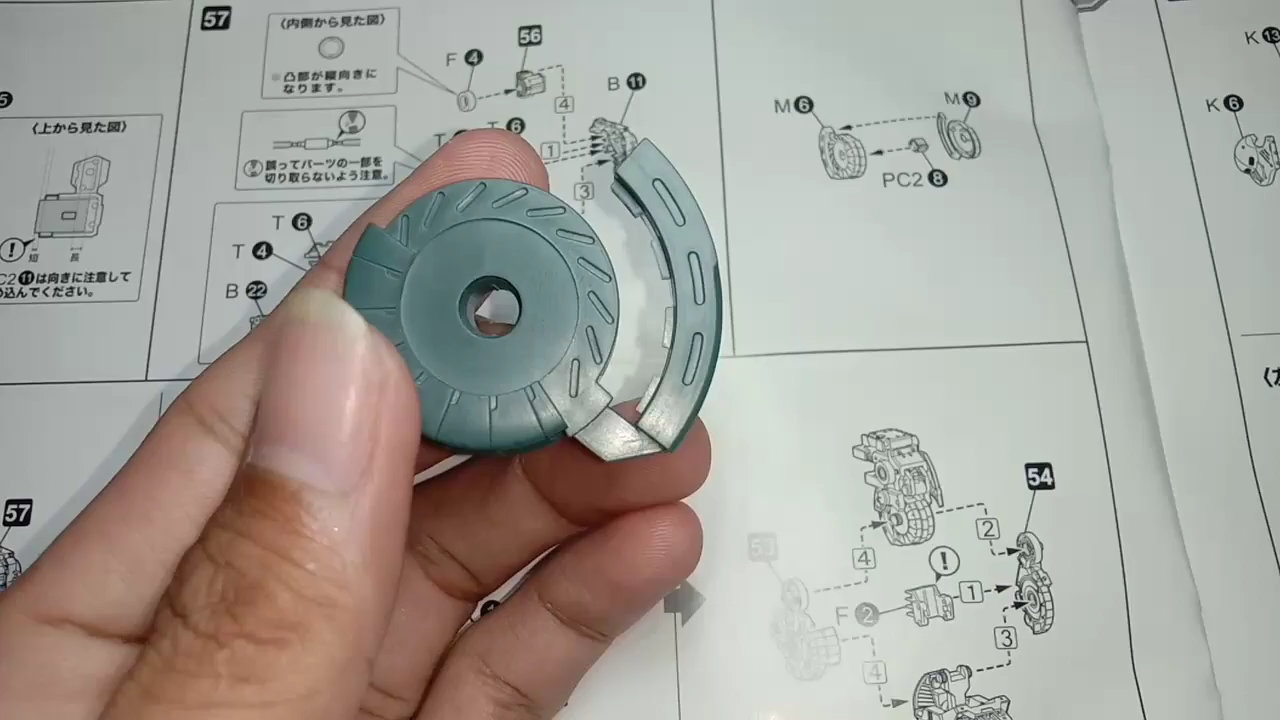 57
〈内側から見た図〉
凸部が縦向きに
なります。
F 4
56
B 11
4
1
3
T 6
誤ってパーツの一部を
切り取らないよう注意。
T 6
T 4
B 22
5
〈上から見た図〉
!
短
長
C2 11 は向きに注意して
込んでください。
M 6
M 9
PC2 8
K 13
K 6
57
53
54
4
2
!
F 2
1
3
4